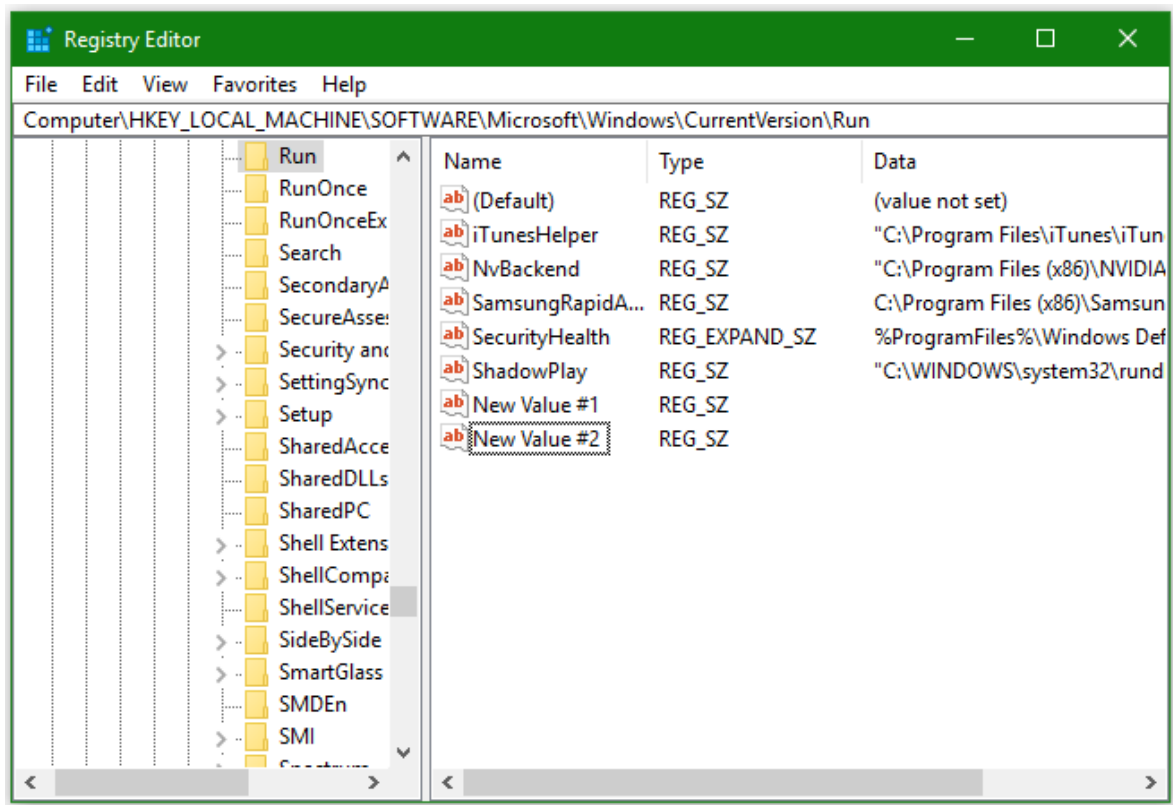 Registry Editor
File Edit View Favorites Help
Computer\HKEY_LOCAL_MACHINE\SOFTWARE\Microsoft\Windows\CurrentVersion\Run
Run
RunOnce
RunOnceEx
Search
SecondaryA
SecureAsse
Security and
SettingSync
Setup
SharedAcce
SharedDLLs
SharedPC
Shell Extens
ShellCompa
ShellService
SideBySide
SmartGlass
SMDEn
SMI
Name Type Data
(Default) REG_SZ (value not set)
iTunesHelper REG_SZ "C:\Program Files\iTunes\iTun
NvBackend REG_SZ "C:\Program Files (x86)\NVIDIA
SamsungRapidA... REG_SZ C:\Program Files (x86)\Samsun
SecurityHealth REG_EXPAND_SZ %ProgramFiles%\Windows Def
ShadowPlay REG_SZ "C:\WINDOWS\system32\rund
New Value #1 REG_SZ
New Value #2 REG_SZ